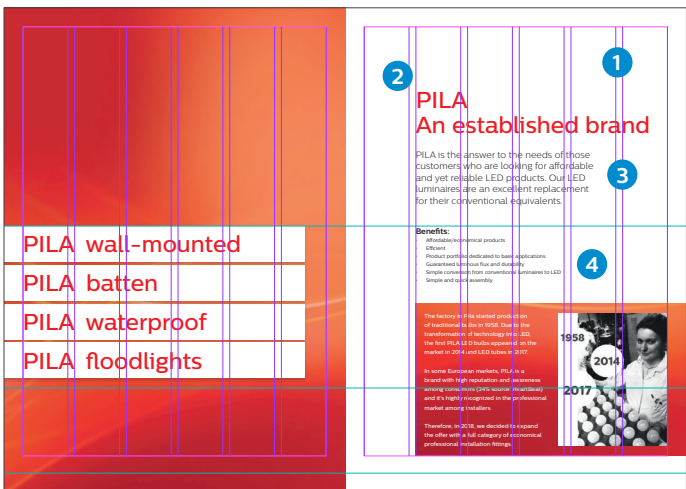 PILA wall-mounted
PILA batten
PILA waterproof
PILA floodlights
1
2
PILA
An established brand
3
PILA is the answer to the needs of those
customers who are looking for affordable
and yet reliable LED products. Our LED
luminaires are an excellent replacement
for their conventional equivalents.
4
Benefits:
Affordable/economical products
Efficient
Product portfolio dedicated to basic applications
Guaranteed luminous flux and durability
Simple conversion from conventional luminaires to LED
Simple and quick assembly
The factory in Pila started production
of traditional bulbs in 1958. Due to the
transformation of technology into LED,
the first PILA LED bulbs appeared on the
market in 2014 and LED tubes in 2017.
In some European markets, PILA is a
brand with high reputation and awareness
among consumers (34% source: HeartBeat)
and it's highly recognized in the professional
market among installers.
Therefore, in 2018, we decided to expand
the offer with a full category of economical
professional installation fittings.
1958
2014
2017